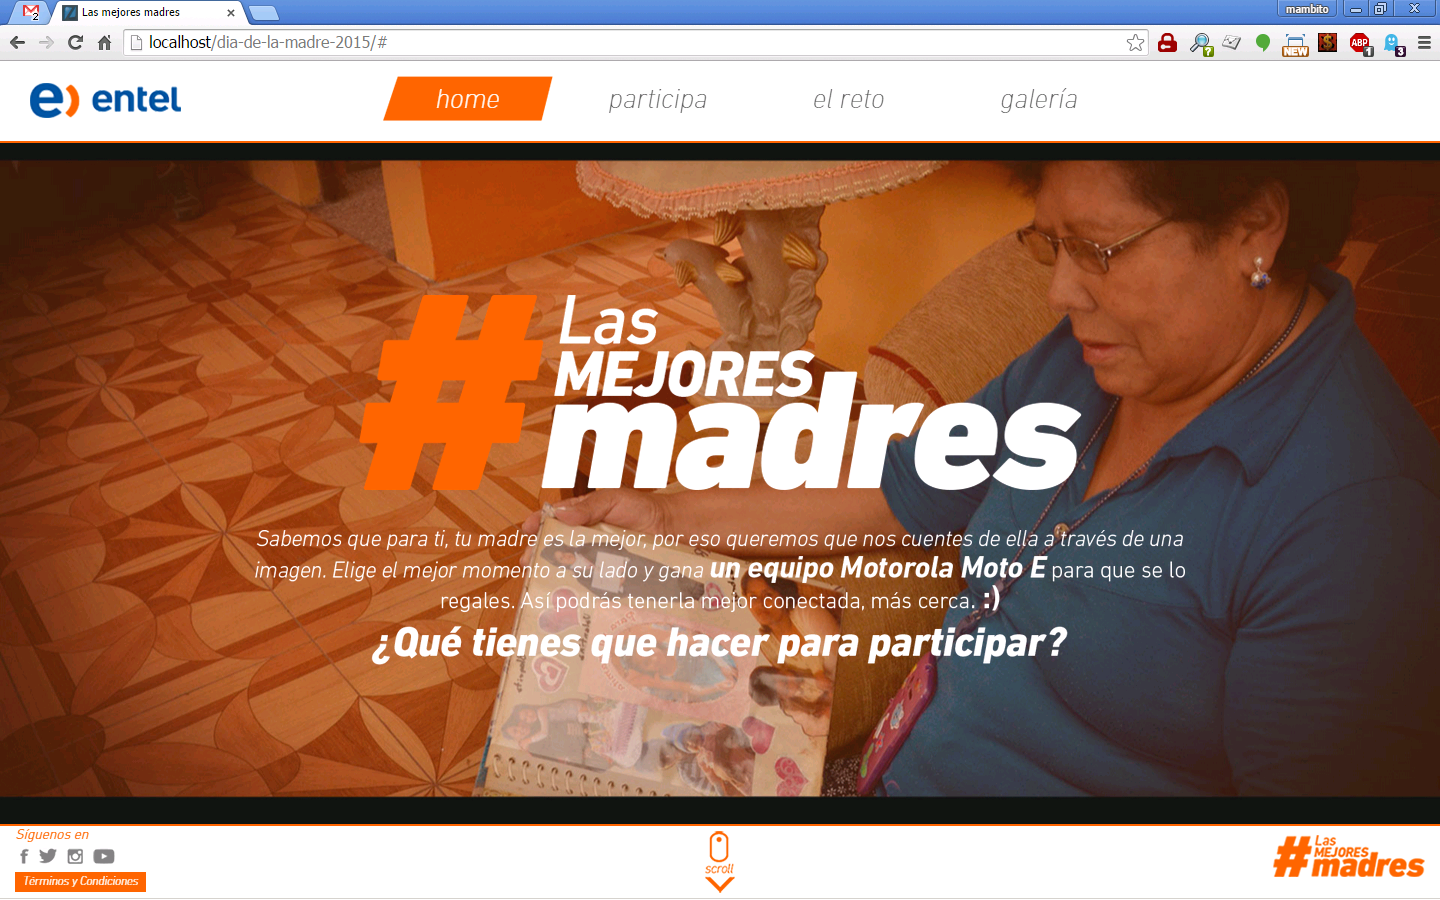 2
Las mejores madres
mambito
localhost/dia-de-la-madre-2015/#
?
NEW
ABP
1
3
e) entel
home
participa
el reto
galería
#Las
MEJORES
madres
Sabemos que para ti, tu madre es la mejor, por eso queremos que nos cuentes de ella a través de una
imagen. Elige el mejor momento a su lado y gana un equipo Motorola Moto E para que se lo
regales. Así podrás tenerla mejor conectada, más cerca. :)
¿Qué tienes que hacer para participar?
Síguenos en
Términos y Condiciones
scroll
#Las
MEJORES
madres